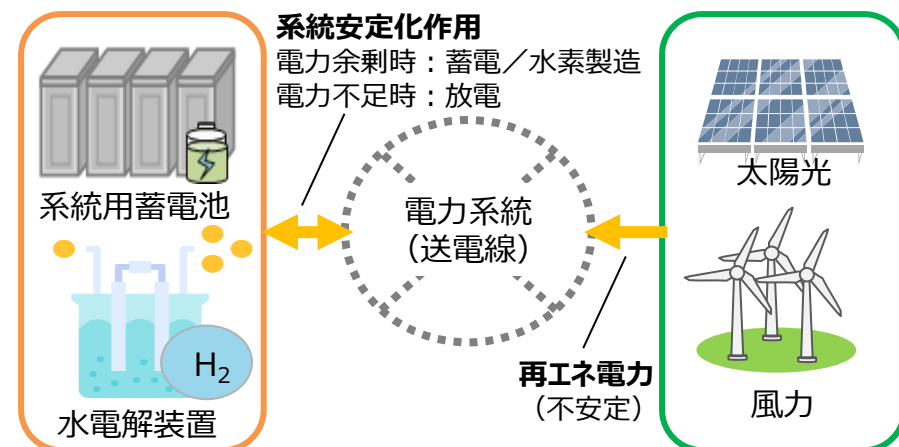 系統安定化作用
電力余剰時：蓄電／水素製造
電力不足時：放電
系統用蓄電池
H₂
水電解装置
電力系統
（送電線）
再エネ電力
（不安定）
太陽光
風力